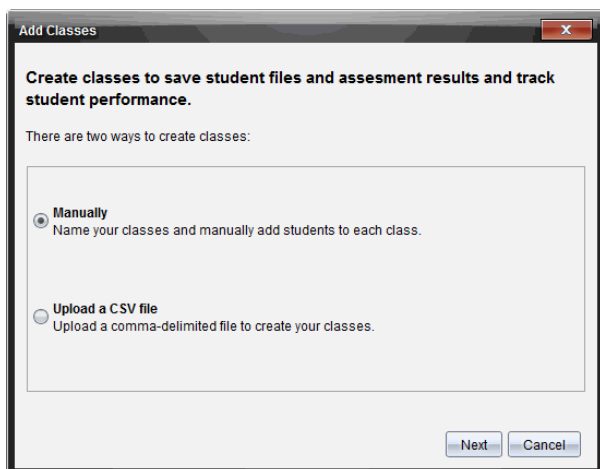 Add Classes
X
Create classes to save student files and assesment results and track
student performance.
There are two ways to create classes:
Manually
Name your classes and manually add students to each class.
Upload a CSV file
Upload a comma-delimited file to create your classes.
Next Cancel